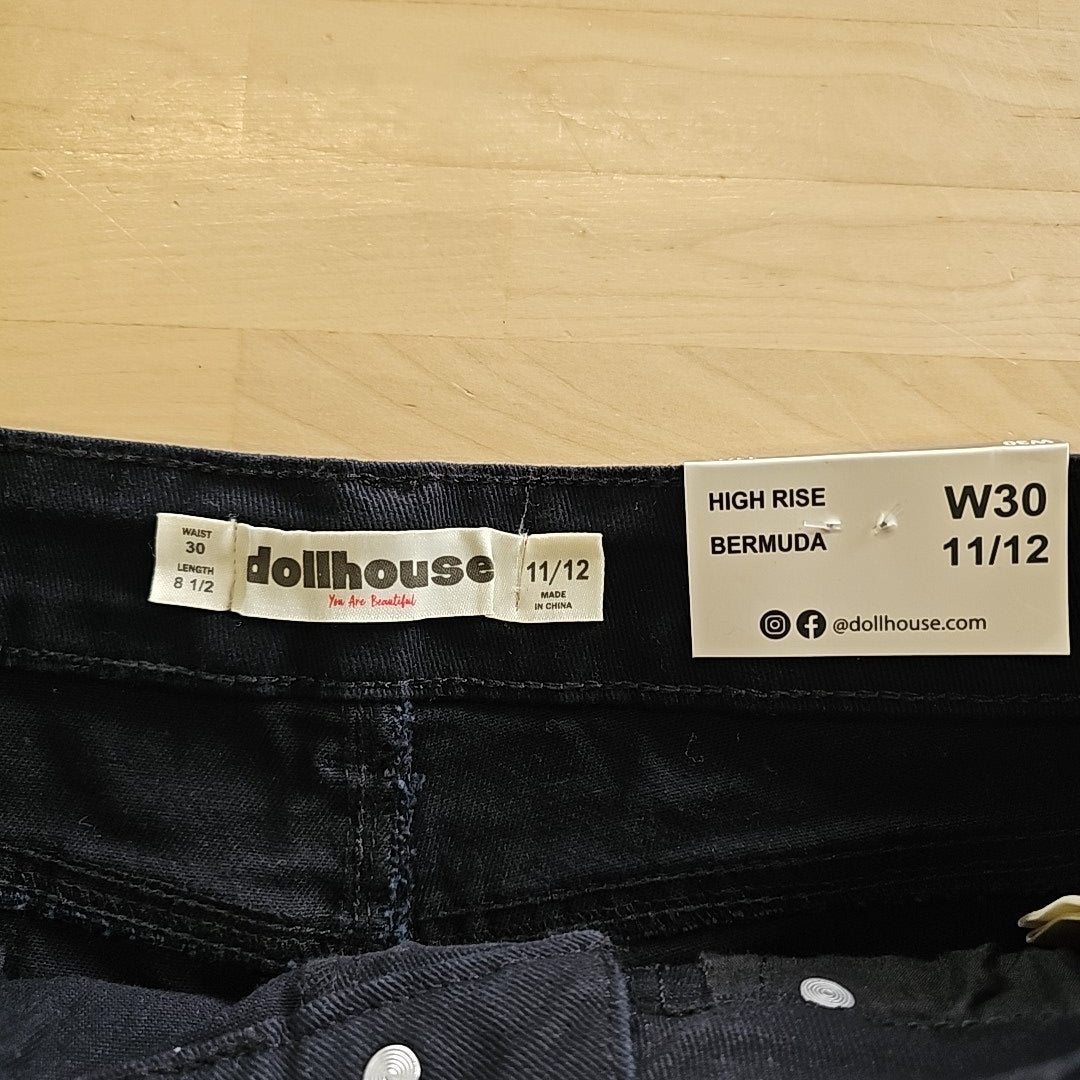 WAIST
30
LENGTH
8 1/2
dollhouse
You Are Beautiful
11/12
MADE
IN CHINA
W30
HIGH RISE
BERMUDA
W30
11/12
@dollhouse.com